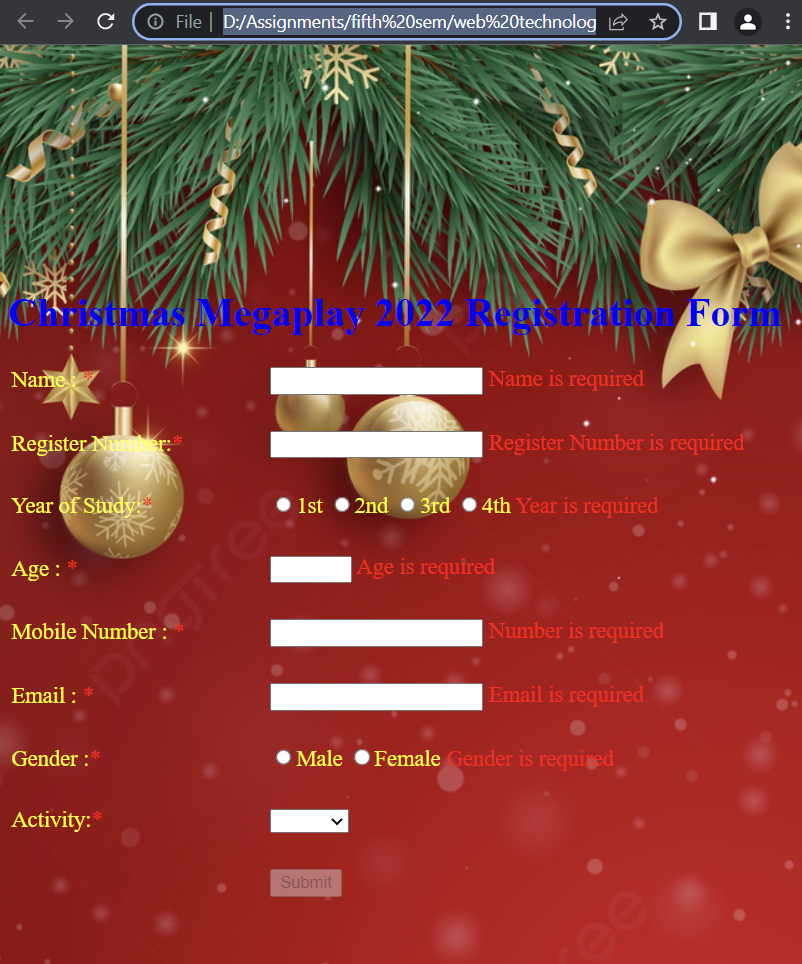 File | D:/Assignments/fifth%20sem/web%20technolog
Christmas Megaplay 2022 Registration Form
Name : * Name is required
Register Number:* Register Number is required
Year of Study:* 1st 2nd 3rd 4th Year is required
Age : * Age is required
Mobile Number : * Number is required
Email : * Email is required
Gender :* Male Female Gender is required
Activity:*
Submit
pngtree
pngtree